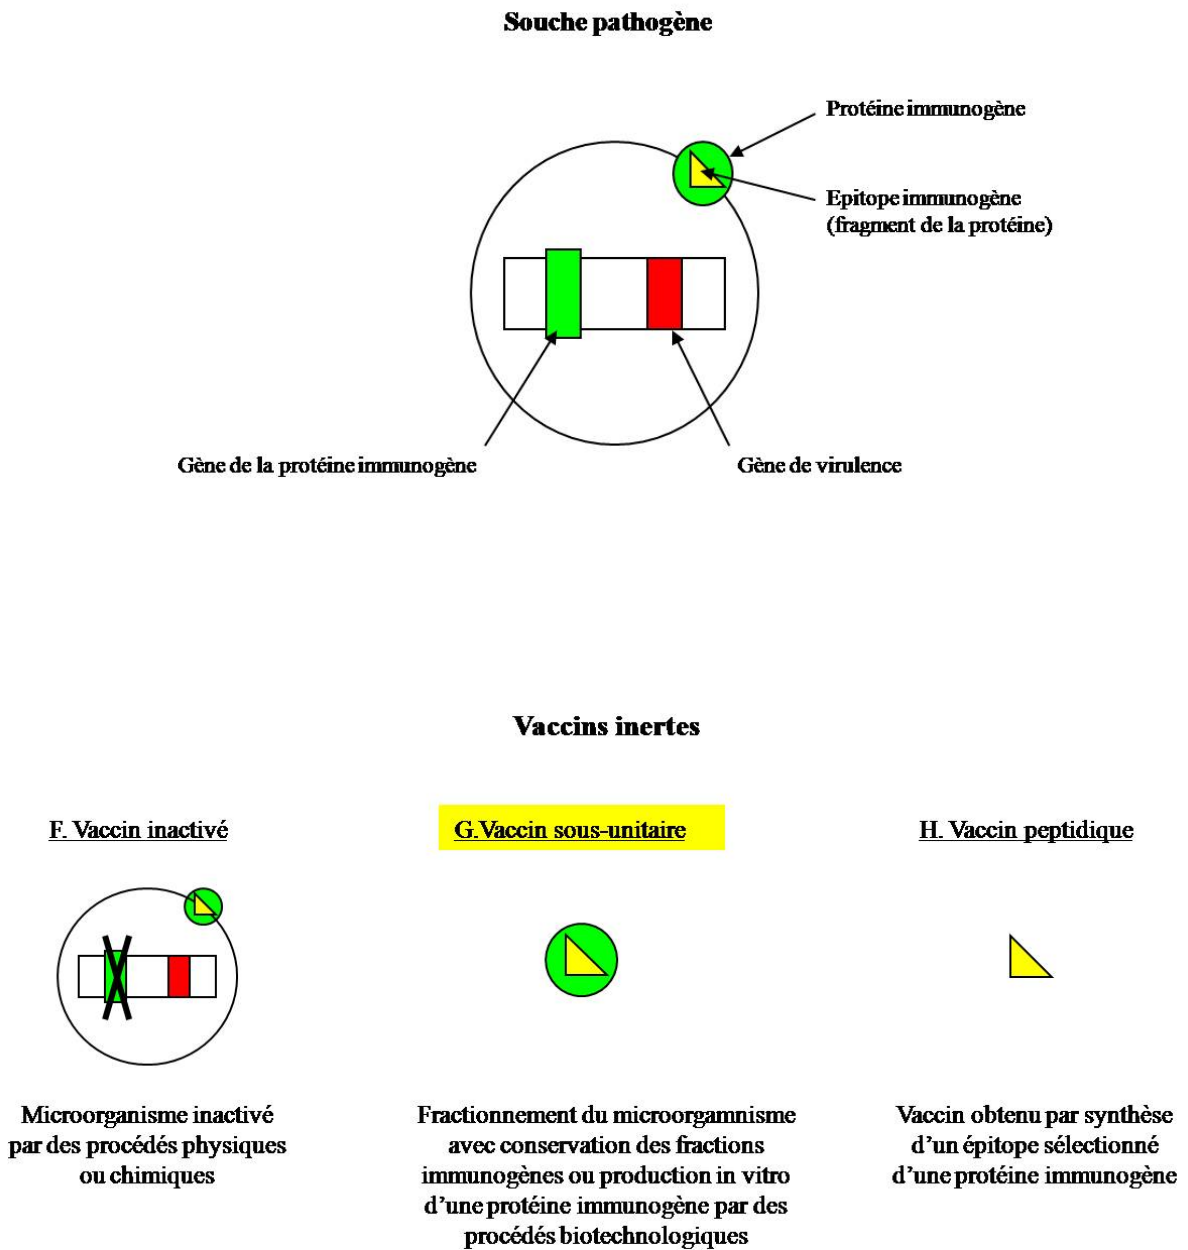 Souche pathogène
Protéine immunogène
Epitope immunogène
(fragment de la protéine)
Gène de la protéine immunogène
Gène de virulence
Vaccins inertes
F. Vaccin inactivé
G.Vaccin sous-unitaire
H. Vaccin peptidique
Microorganisme inactivé
par des procédés physiques
ou chimiques
Fractionnement du microorgamnisme
avec conservation des fractions
immunogènes ou production in vitro
d’une protéine immunogène par des
procédés biotechnologiques
Vaccin obtenu par synthèse
d’un épitope sélectionné
d’une protéine immunogène